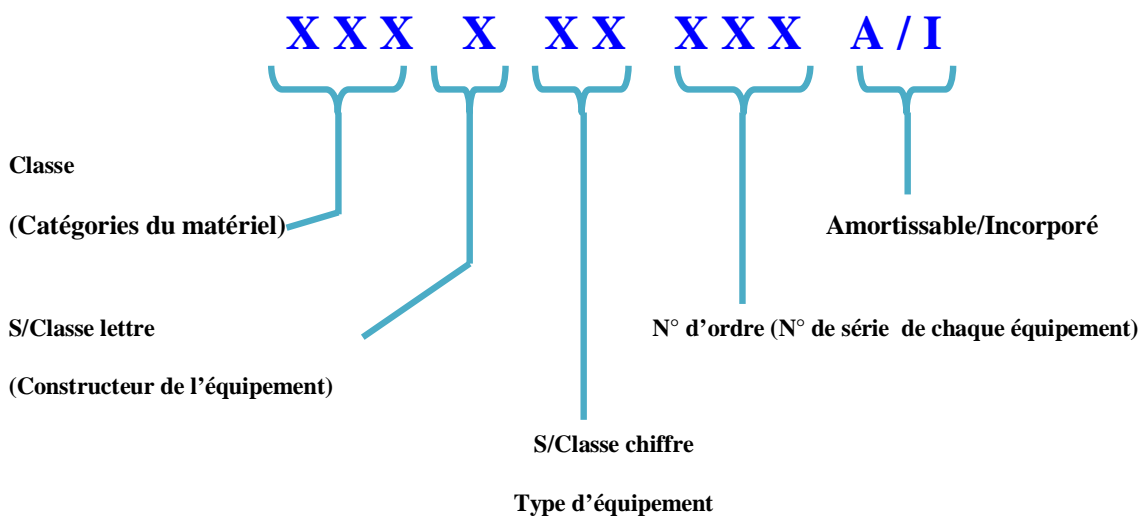 X X X X X X X X X A / I
Classe
(Catégories du matériel)
Amortissable/Incorporé
S/Classe lettre
N° d’ordre (N° de série de chaque équipement)
(Constructeur de l’équipement)
S/Classe chiffre
Type d’équipement